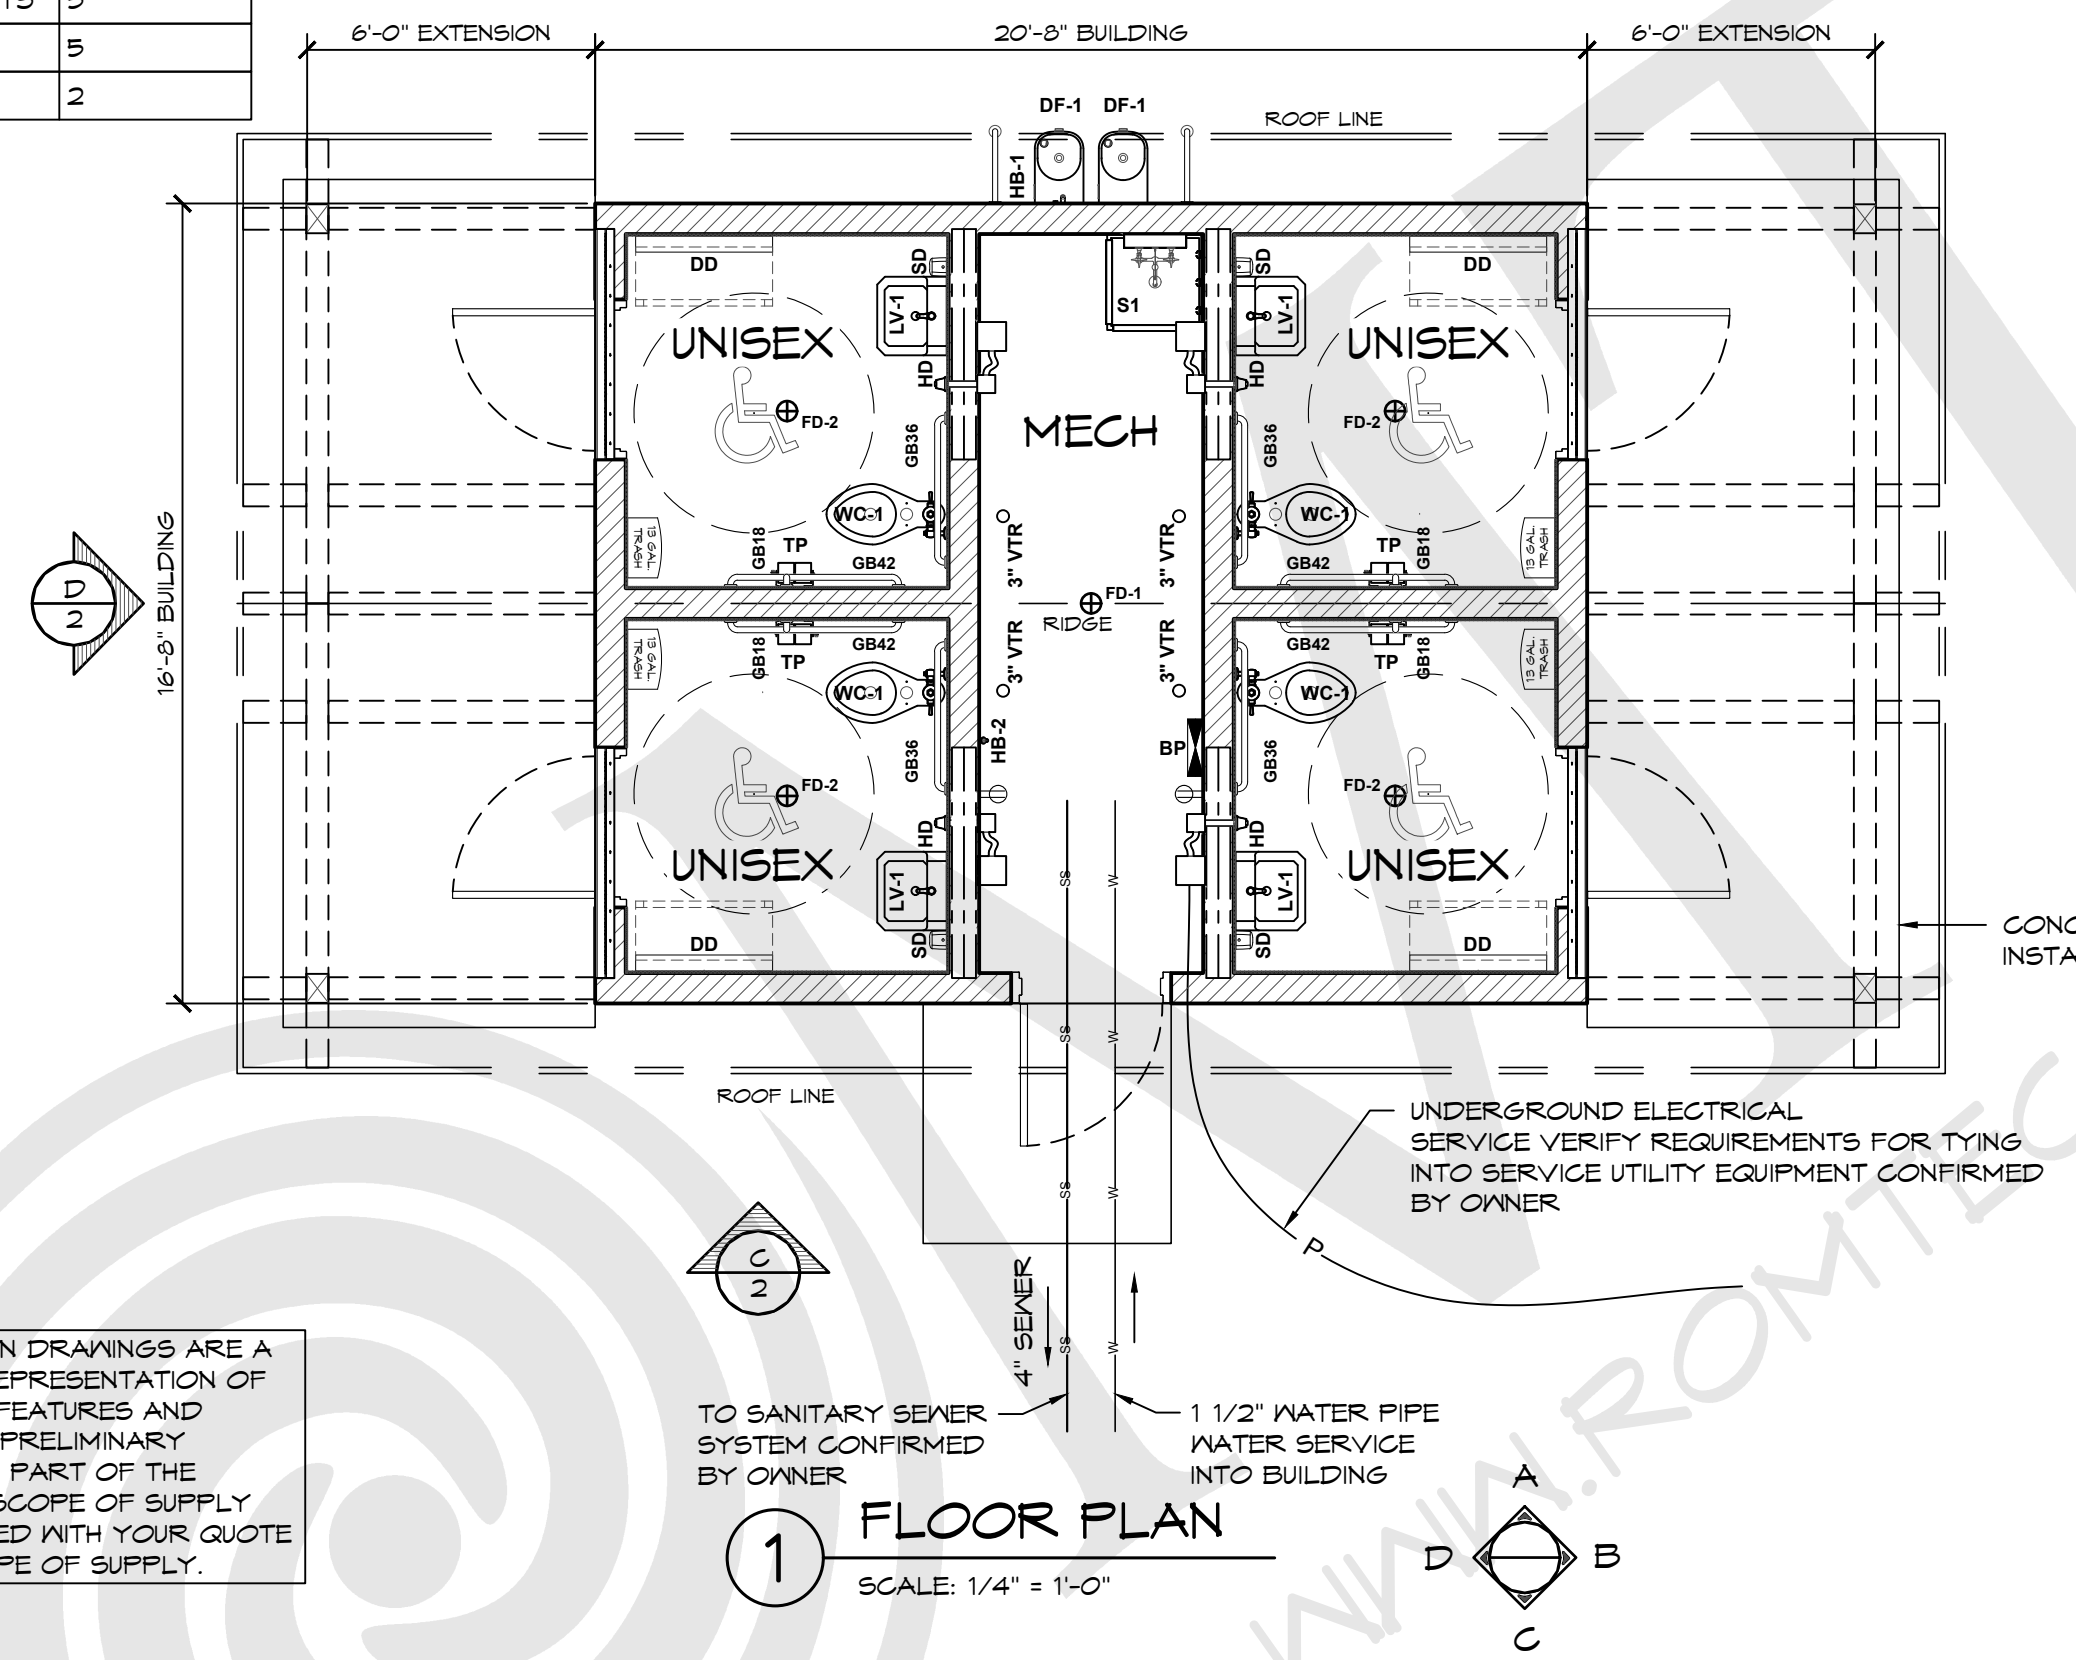 5
2
6'-0" EXTENSION
20'-8" BUILDING
6'-0" EXTENSION
DF-1
DF-1
ROOF LINE
HB-1
16'-8" BUILDING
DD
SD
LV-1
UNISEX
HD
FD-2
GB36
WC-1
13 GAL.
TRASH
GB18
TP
GB42
S1
MECH
3" VTR
3" VTR
FD-1
RIDGE
3" VTR
3" VTR
HB-2
BP
SD
DD
LV-1
UNISEX
HD
FD-2
GB36
WC-1
GB42
TP
GB18
13 GAL.
TRASH
D
2
13 GAL.
TRASH
GB18
TP
GB42
WC-1
GB36
FD-2
HD
UNISEX
LV-1
DD
SD
GB42
TP
GB18
13 GAL.
TRASH
WC-1
GB36
FD-2
HD
UNISEX
LV-1
SD
DD
SS
W
SS
W
SS
W
SS
W
ROOF LINE
UNDERGROUND ELECTRICAL
SERVICE VERIFY REQUIREMENTS FOR TYING
INTO SERVICE UTILITY EQUIPMENT CONFIRMED
BY OWNER
P
C
2
4" SEWER
N DRAWINGS ARE A
EPRESENTATION OF
FEATURES AND
PRELIMINARY
PART OF THE
SCOPE OF SUPPLY
ED WITH YOUR QUOTE
PE OF SUPPLY.
TO SANITARY SEWER
SYSTEM CONFIRMED
BY OWNER
1 1/2" WATER PIPE
WATER SERVICE
INTO BUILDING
1
FLOOR PLAN
SCALE: 1/4" = 1'-0"
A
D
B
C
WWW.ROMTEC